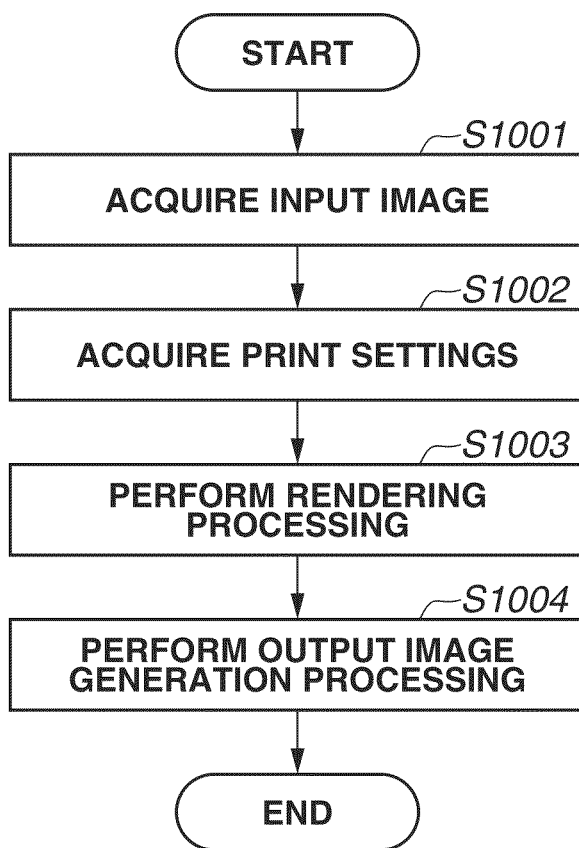 START
S1001
ACQUIRE INPUT IMAGE
S1002
ACQUIRE PRINT SETTINGS
S1003
PERFORM RENDERING
PROCESSING
S1004
PERFORM OUTPUT IMAGE
GENERATION PROCESSING
END